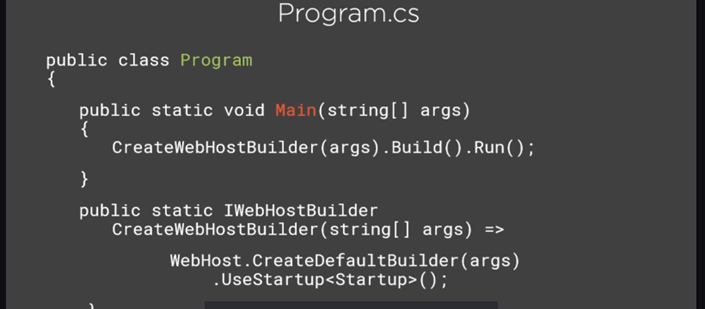 Program.cs
public class Program
{
public static void Main(string[] args)
{
CreateWebHostBuilder(args).Build().Run();
}
public static IWebHostBuilder
CreateWebHostBuilder(string[] args) =>
WebHost.CreateDefaultBuilder(args)
.UseStartup<Startup>();
}